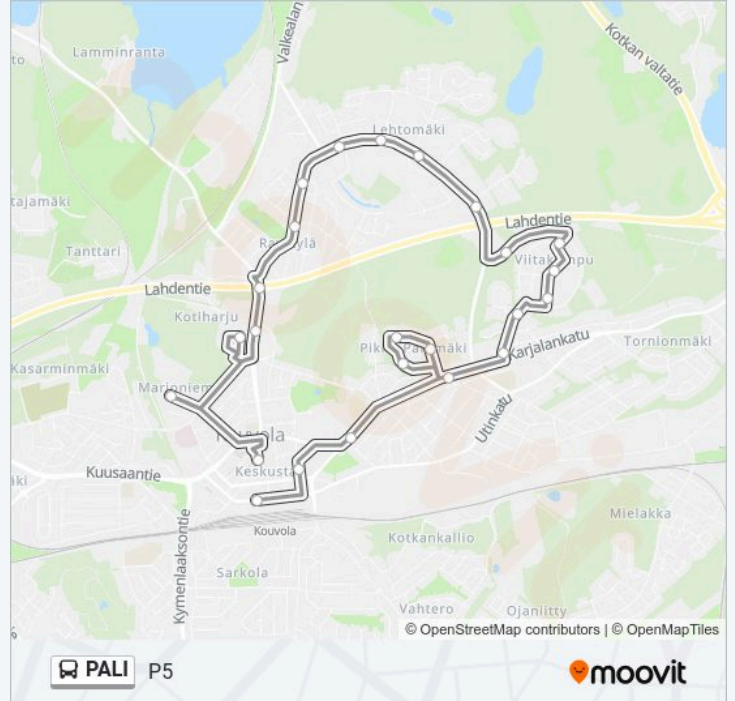 Lamminranta
Valkealan
Kotkan valtatie
to
Lehtomäki
tajamäki
Tanttari
Lahdentie
Lahdentie
Kotiharju
Karjalankatu
Tornionmäki
Kasarminmäki
Utinkatu
Keskusta
Kuusaantie
äki
Kouvola
Mielakka
Kotkankallio
Kymenlaaksontie
Sarkola
Vahtero
Ojaniitty
© OpenStreetMap contributors | © OpenMapTiles
PALI P5
moovit